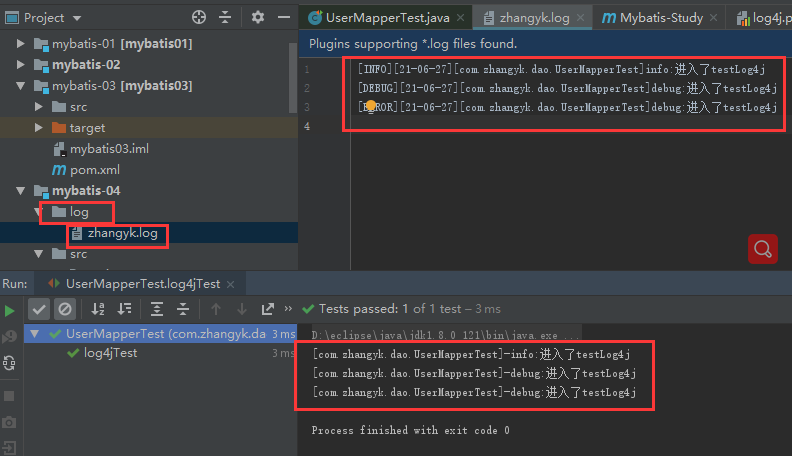 Project
UserMapperTest.java
zhangyk.log
Mybatis-Study
log4j.p
Plugins supporting *.log files found.
mybatis-01 [mybatis01]
mybatis-02
mybatis-03 [mybatis03]
src
target
mybatis03.iml
pom.xml
mybatis-04
log
zhangyk.log
src
1 [INFO][21-06-27][com.zhangyk.dao.UserMapperTest]info:进入了testLog4j
2 [DEBUG][21-06-27][com.zhangyk.dao.UserMapperTest]debug:进入了testLog4j
3 [ERROR][21-06-27][com.zhangyk.dao.UserMapperTest]debug:进入了testLog4j
4
Run: UserMapperTest.log4jTest
Tests passed: 1 of 1 test – 3 ms
UserMapperTest (com.zhangyk.da 3 ms
log4jTest 3 ms
D:\eclipse\java\jdk1.8.0_121\bin\java.exe ...
[com.zhangyk.dao.UserMapperTest]-info:进入了testLog4j
[com.zhangyk.dao.UserMapperTest]-debug:进入了testLog4j
[com.zhangyk.dao.UserMapperTest]-debug:进入了testLog4j
Process finished with exit code 0